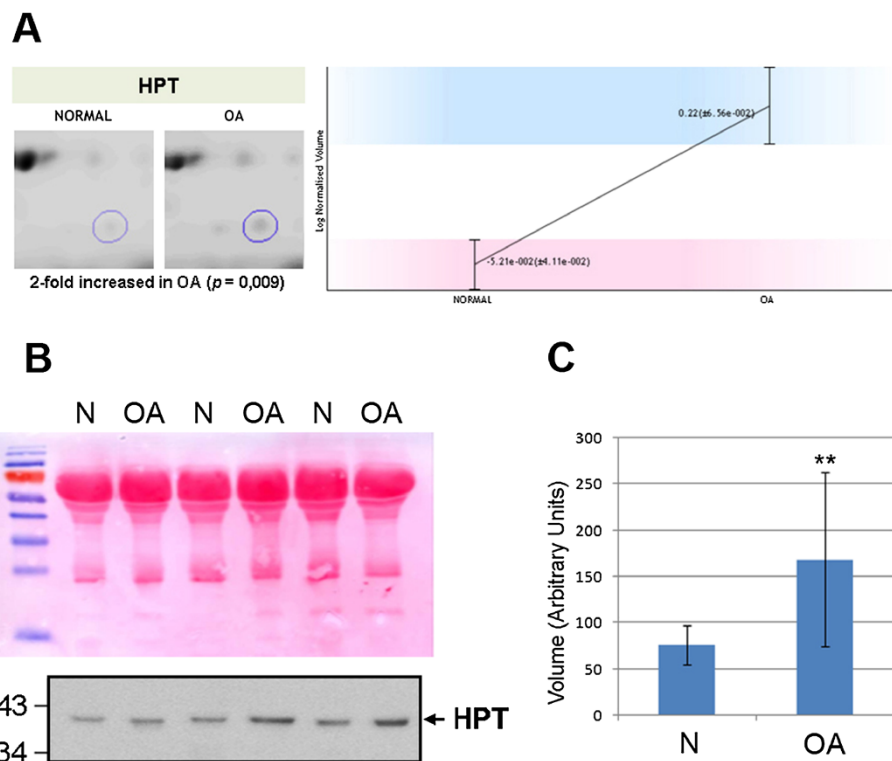 A
HPT
NORMAL
OA
2-fold increased in OA (p = 0,009)
Log Normalised Volume
0.22(±6.56e-002)
-5.21e-002(±4.11e-002)
NORMAL
OA
B
N OA N OA N OA
43
34
HPT
C
Volume (Arbitrary Units)
300
250
200
150
100
50
0
**
N
OA